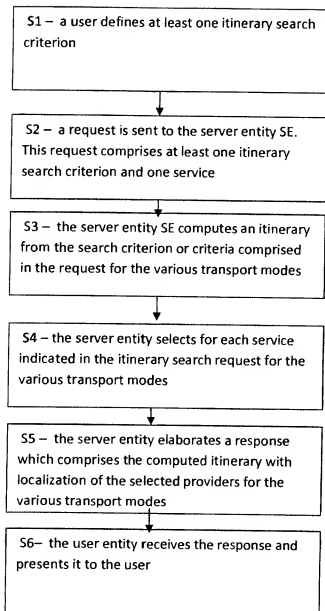 S1 – a user defines at least one itinerary search
criterion
S2 – a request is sent to the server entity SE.
This request comprises at least one itinerary
search criterion and one service
S3 – the server entity SE computes an itinerary
from the search criterion or criteria comprised
in the request for the various transport modes
S4 – the server entity selects for each service
indicated in the itinerary search request for the
various transport modes
S5 – the server entity elaborates a response
which comprises the computed itinerary with
localization of the selected providers for the
various transport modes
S6– the user entity receives the response and
presents it to the user